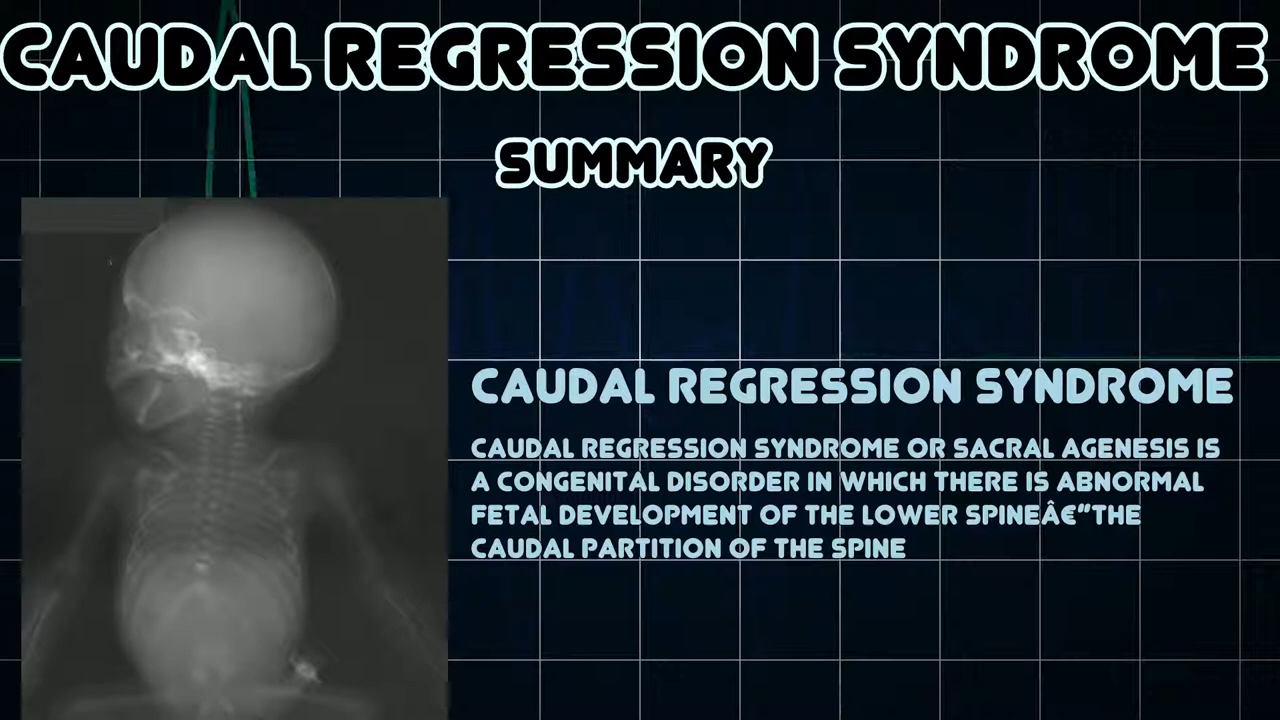 CAUDAL REGRESSION SYNDROME
SUMMARY
CAUDAL REGRESSION SYNDROME
CAUDAL REGRESSION SYNDROME OR SACRAL AGENESIS IS
A CONGENITAL DISORDER IN WHICH THERE IS ABNORMAL
FETAL DEVELOPMENT OF THE LOWER SPINEÂ€"THE
CAUDAL PARTITION OF THE SPINE